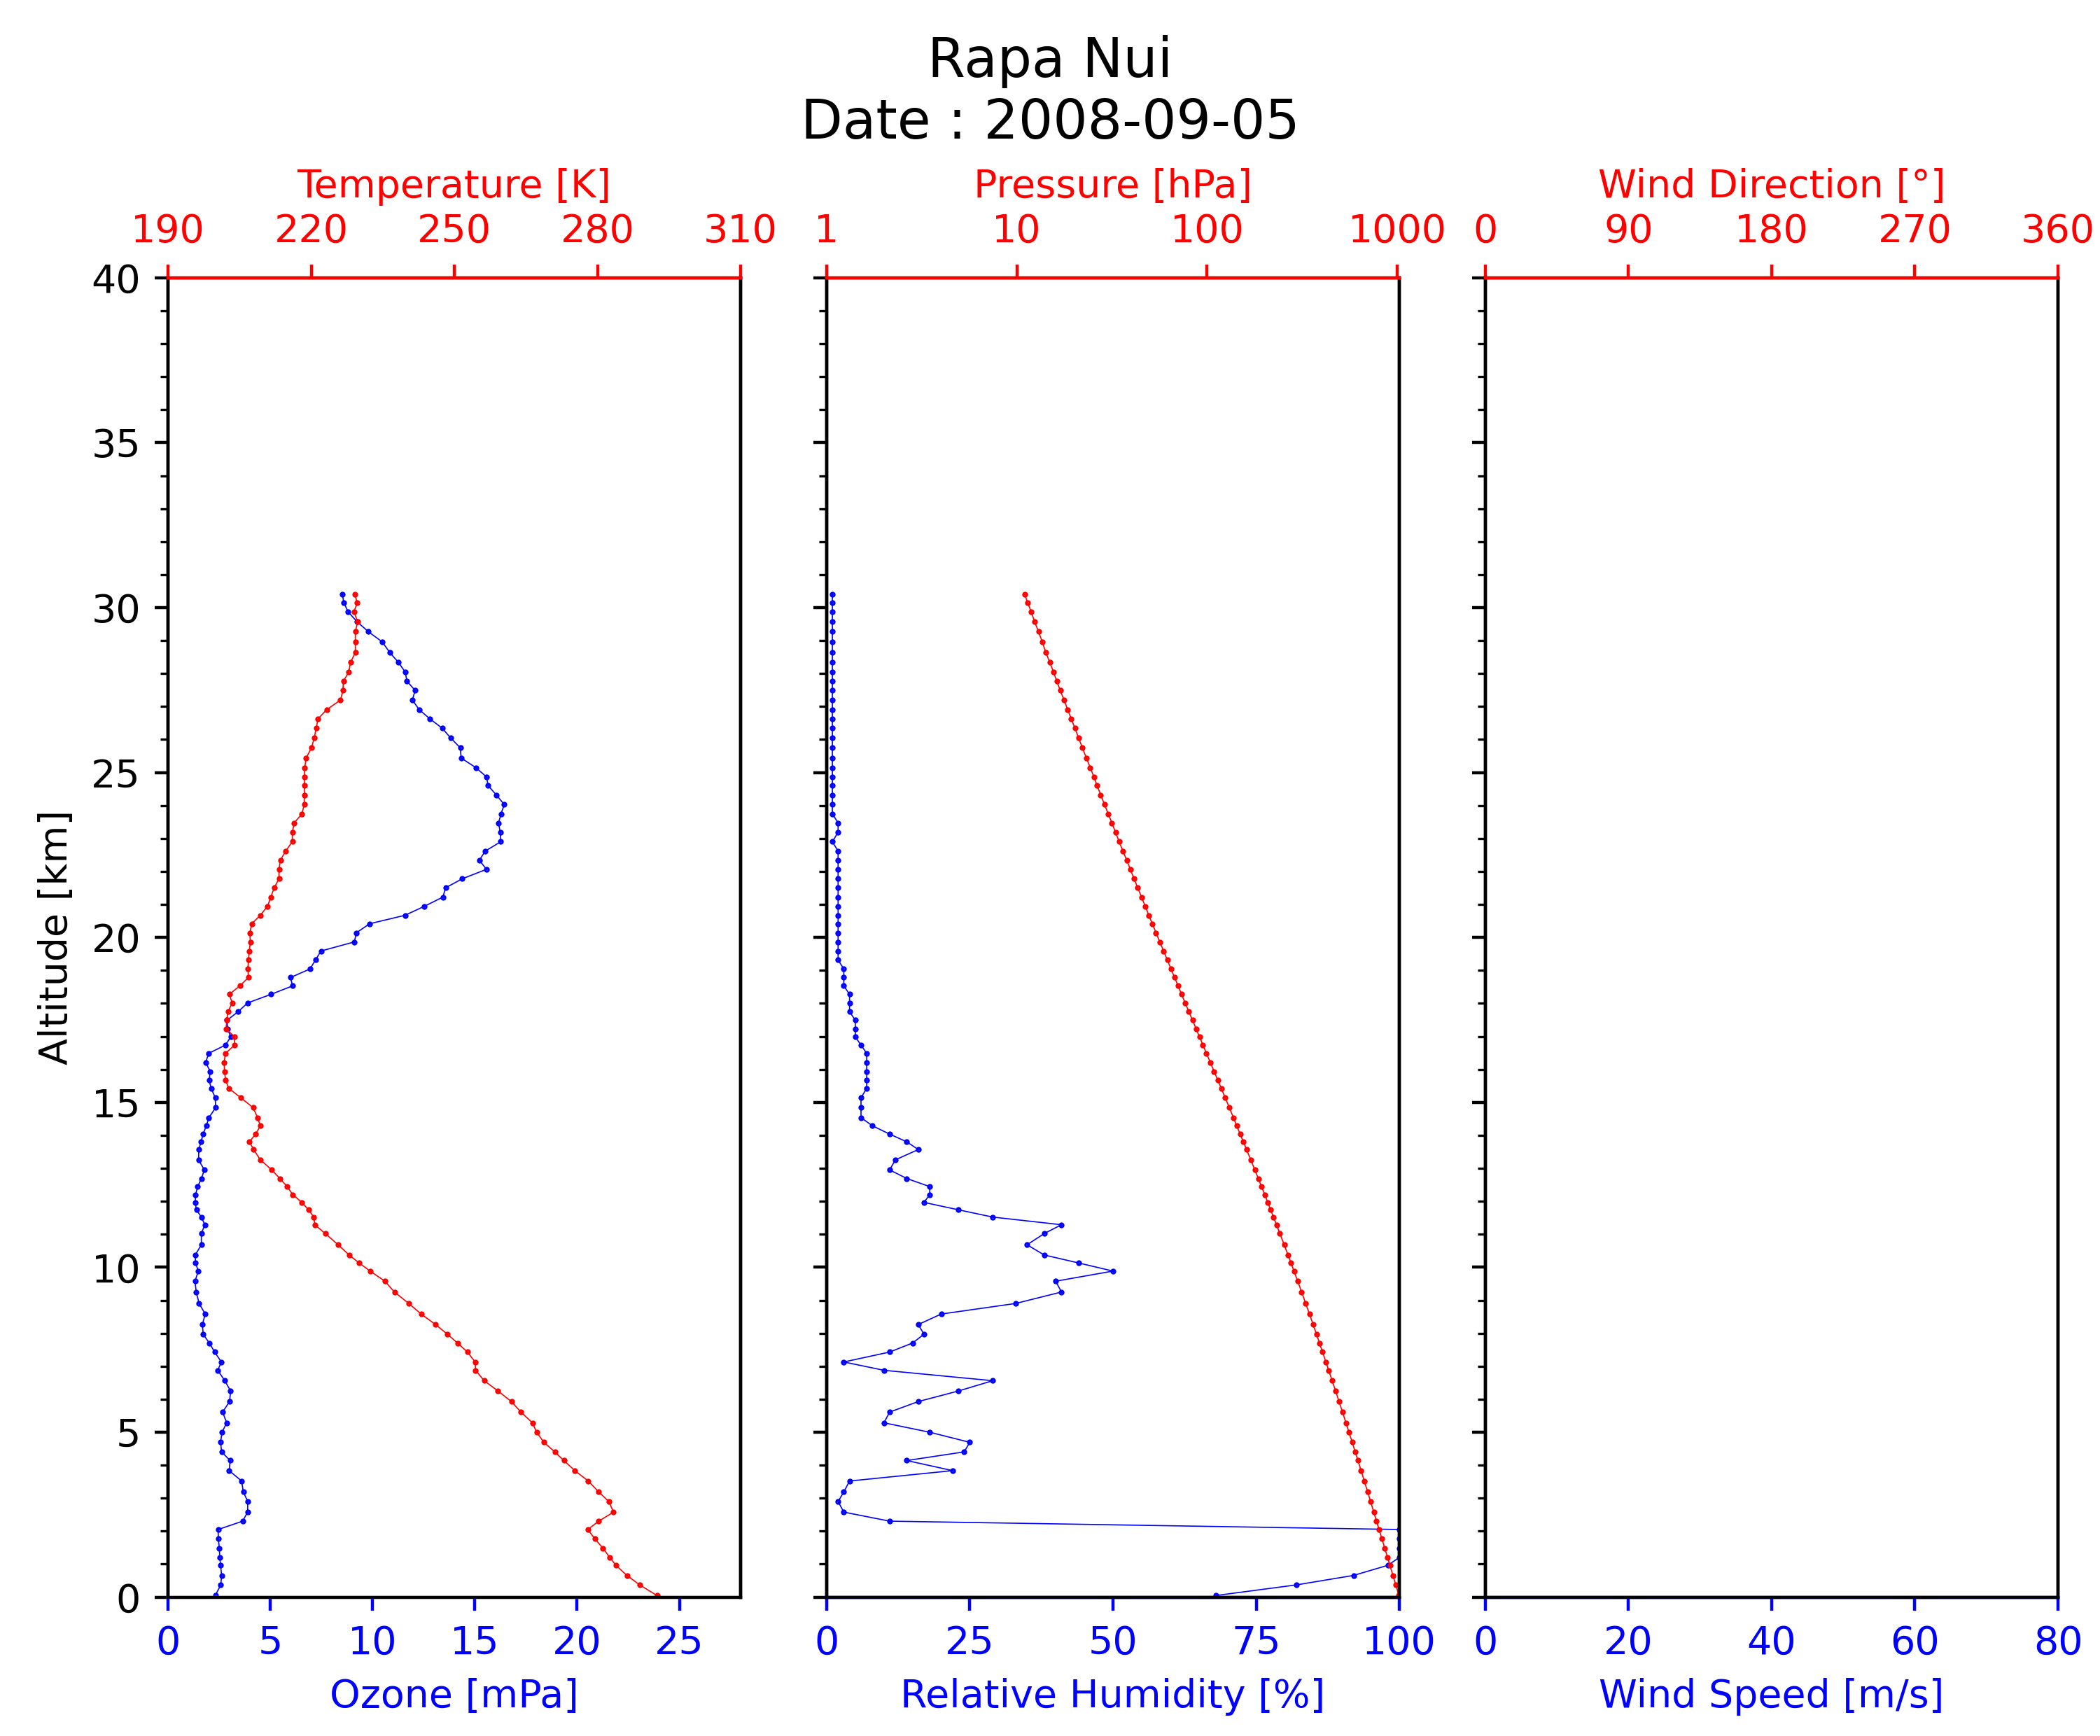 Rapa Nui
Date : 2008-09-05
Temperature [K]
190 220 250 280 310
Pressure [hPa]
1 10 100 1000
Wind Direction [°]
0 90 180 270 360
Altitude [km]
40
35
30
25
20
15
10
5
0
0 5 10 15 20 25
Ozone [mPa]
0 25 50 75 100
Relative Humidity [%]
0 20 40 60 80
Wind Speed [m/s]